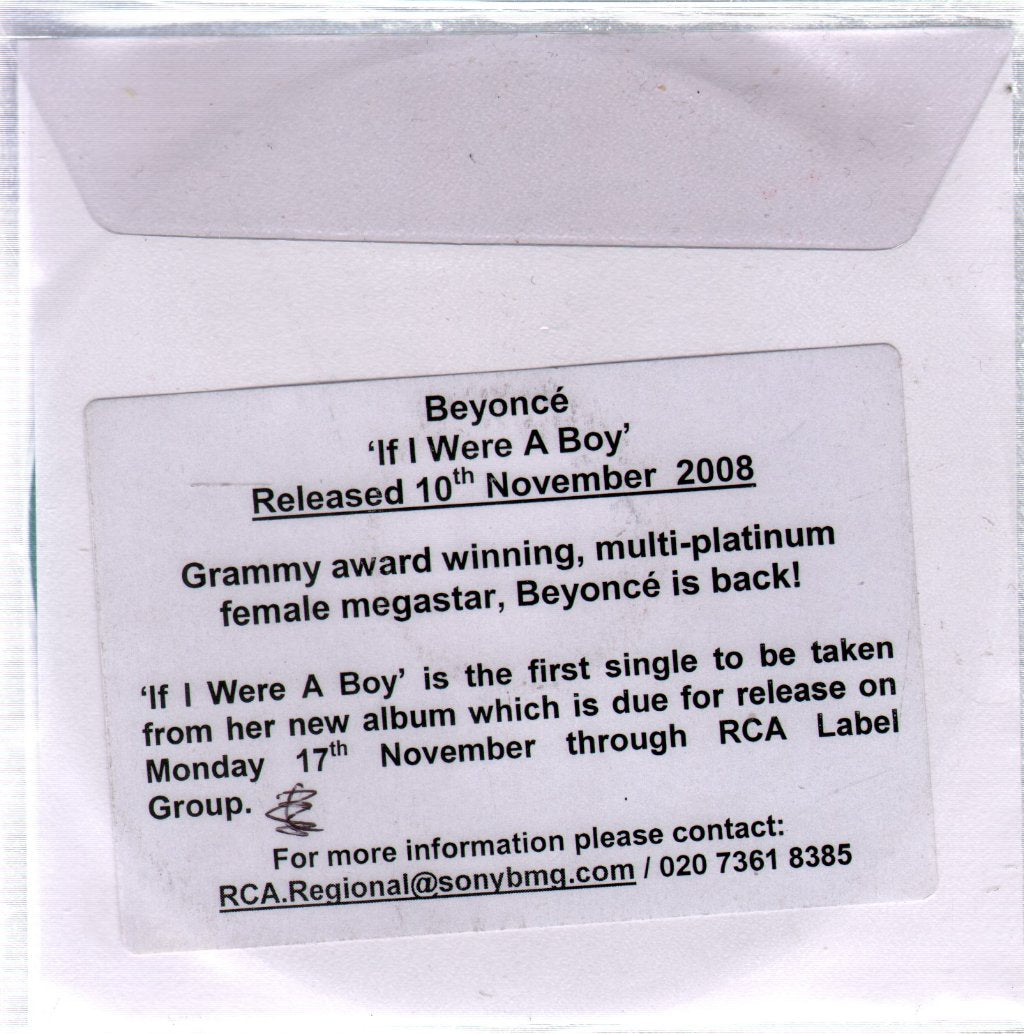 Beyoncé
‘If I Were A Boy’
Released 10th November 2008
Grammy award winning, multi-platinum
female megastar, Beyoncé is back!
‘If I Were A Boy’ is the first single to be taken
from her new album which is due for release on
Monday 17th November through RCA Label
Group.
For more information please contact:
RCA.Regional@sonybmg.com / 020 7361 8385